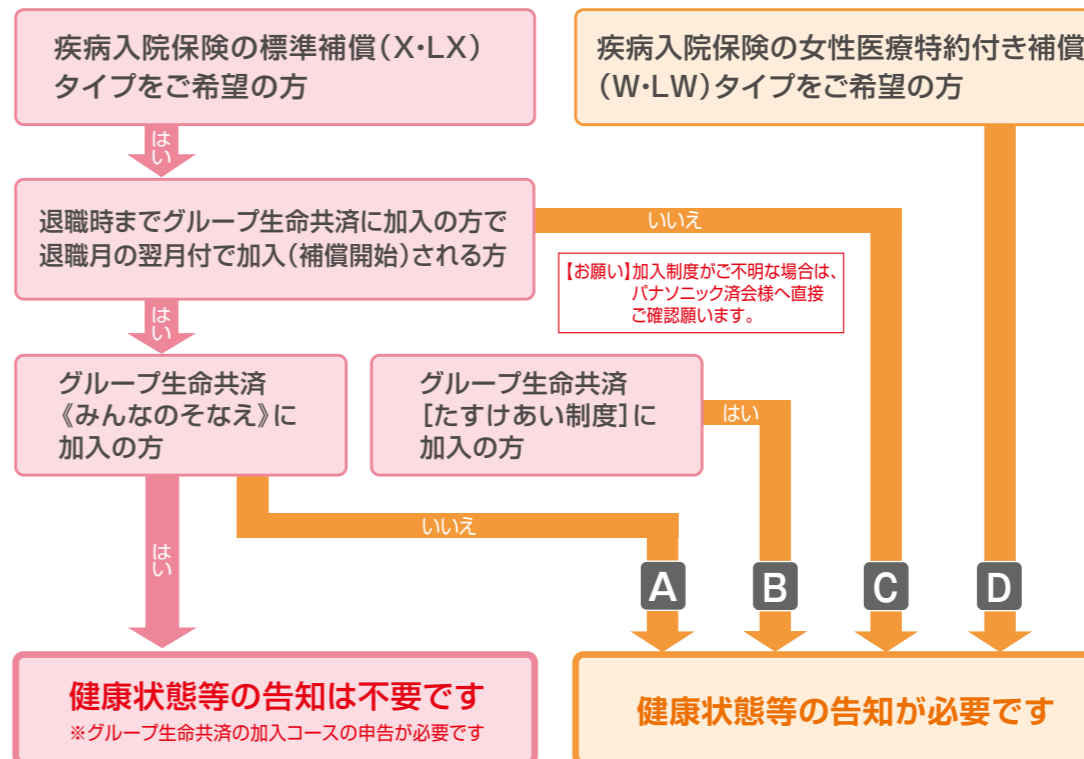 疾病入院保険の標準補償(X・LX)
タイプをご希望の方
疾病入院保険の女性医療特約付き補償
(W・LW)タイプをご希望の方
はい
退職時までグループ生命共済に加入の方で
退職月の翌月付で加入(補償開始)される方
いいえ
【お願い】加入制度がご不明な場合は、
パナソニック済会様へ直接
ご確認願います。
はい
グループ生命共済
《みんなのそなえ》に
加入の方
グループ生命共済
[たすけあい制度]に
加入の方
はい
いいえ
はい
A
B
C
D
健康状態等の告知は不要です
※グループ生命共済の加入コースの申告が必要です
健康状態等の告知が必要です